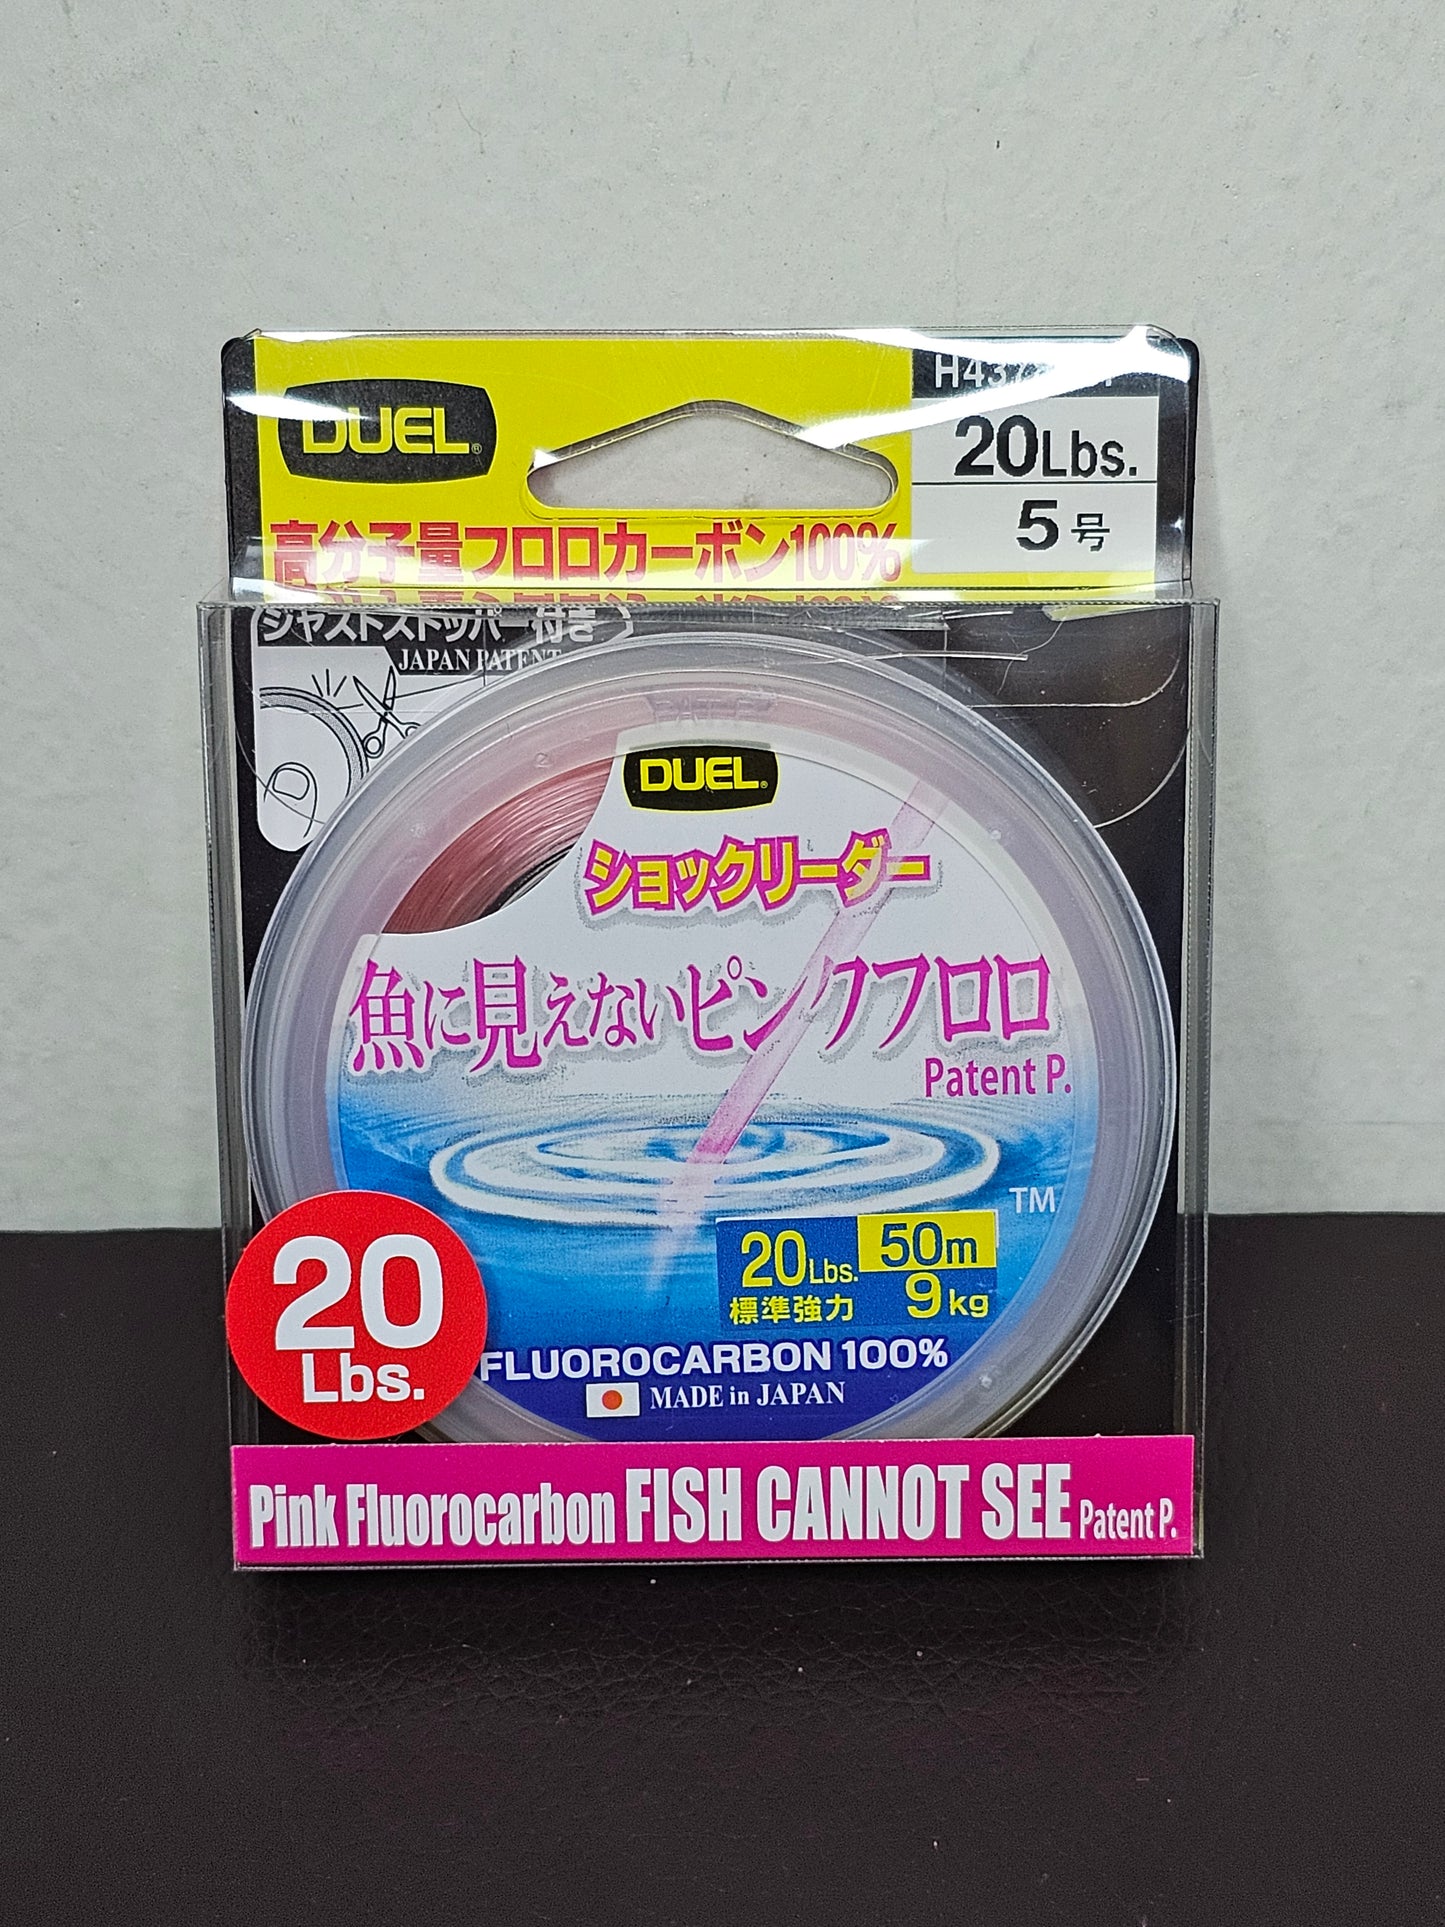 DUEL®
20Lbs.
5号
高分子量フロロカーボン100%
ジャストストッパー付き
JAPAN PATENT
DUEL®
ショックリーダー
魚に見えないピンクフロロ
Patent P.
TM
20Lbs. 50m
標準強力 9kg
20
Lbs.
FLUOROCARBON 100%
MADE in JAPAN
Pink Fluorocarbon FISH CANNOT SEE Patent P.